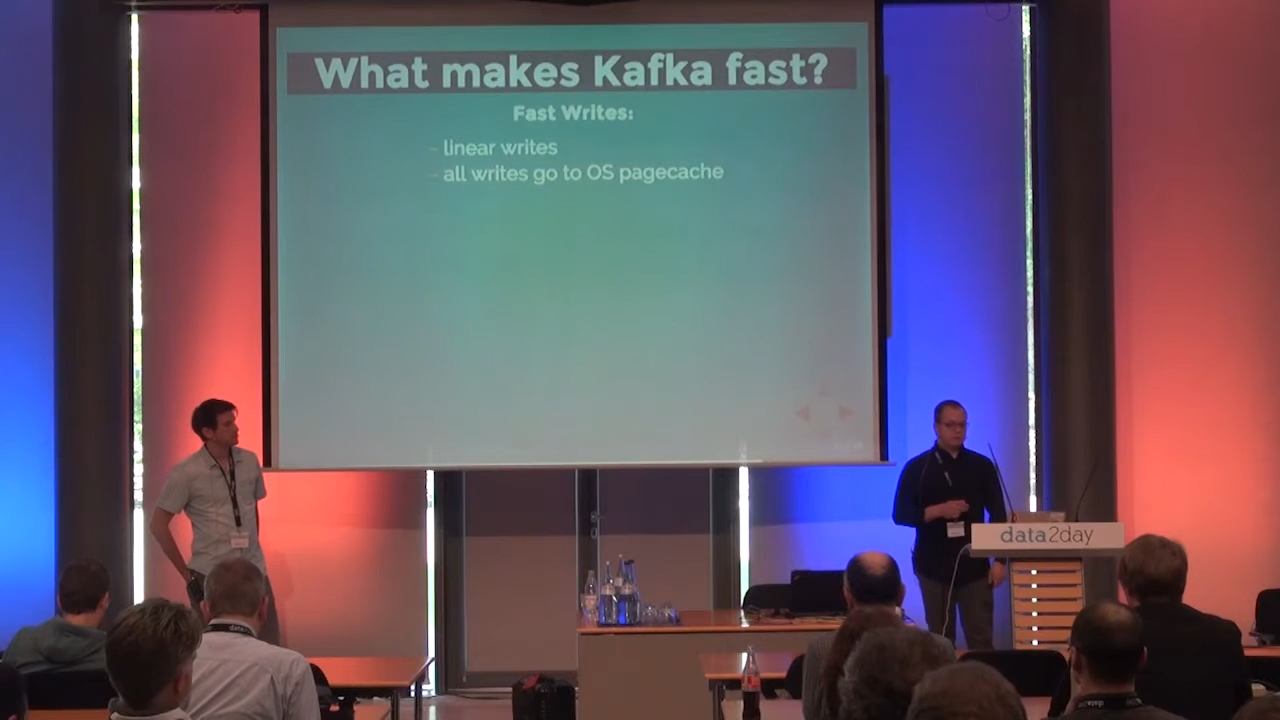 What makes Kafka fast?
Fast Writes:
- linear writes
- all writes go to OS pagecache
data2day